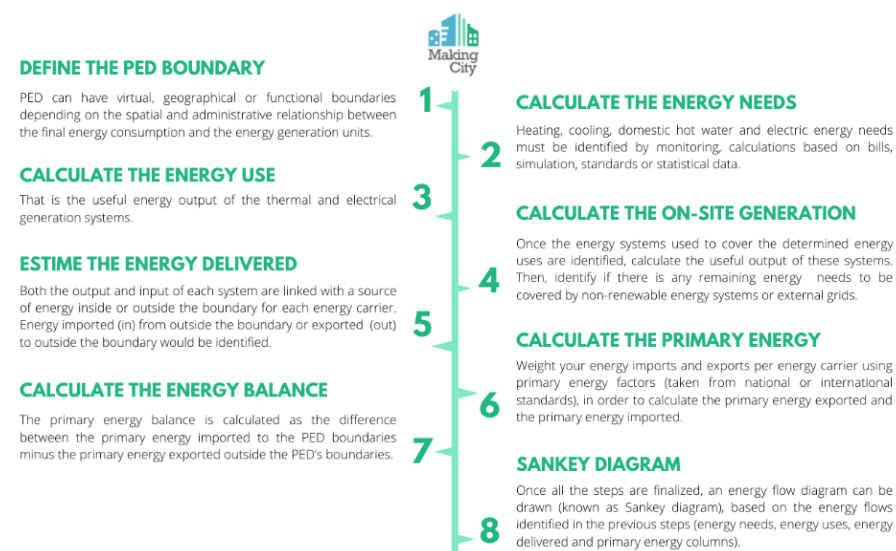 Making
City
DEFINE THE PED BOUNDARY
PED can have virtual, geographical or functional boundaries
depending on the spatial and administrative relationship between
the final energy consumption and the energy generation units.
1
CALCULATE THE ENERGY NEEDS
Heating, cooling, domestic hot water and electric energy needs
must be identified by monitoring, calculations based on bills,
simulation, standards or statistical data.
2
CALCULATE THE ENERGY USE
That is the useful energy output of the thermal and electrical
generation systems.
3
CALCULATE THE ON-SITE GENERATION
Once the energy systems used to cover the determined energy
uses are identified, calculate the useful output of these systems.
Then, identify if there is any remaining energy needs to be
covered by non-renewable energy systems or external grids.
4
ESTIME THE ENERGY DELIVERED
Both the output and input of each system are linked with a source
of energy inside or outside the boundary for each energy carrier.
Energy imported (in) from outside the boundary or exported (out)
to outside the boundary would be identified.
5
CALCULATE THE PRIMARY ENERGY
Weight your energy imports and exports per energy carrier using
primary energy factors (taken from national or international
standards), in order to calculate the primary energy exported and
the primary energy imported.
6
CALCULATE THE ENERGY BALANCE
The primary energy balance is calculated as the difference
between the primary energy imported to the PED boundaries
minus the primary energy exported outside the PED's boundaries.
7
SANKEY DIAGRAM
Once all the steps are finalized, an energy flow diagram can be
drawn (known as Sankey diagram), based on the energy flows
identified in the previous steps (energy needs, energy uses, energy
delivered and primary energy columns).
8